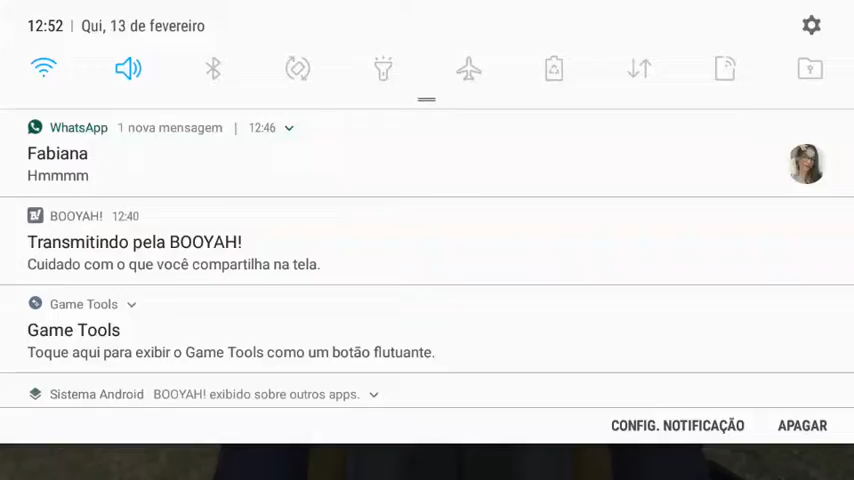 12:52 | Qui, 13 de fevereiro
WhatsApp 1 nova mensagem | 12:46
Fabiana
Hmmmm
BOOYAH! 12:40
Transmitindo pela BOOYAH!
Cuidado com o que você compartilha na tela.
Game Tools
Game Tools
Toque aqui para exibir o Game Tools como um botão flutuante.
Sistema Android BOOYAH! exibido sobre outros apps.
CONFIG. NOTIFICAÇÃO APAGAR